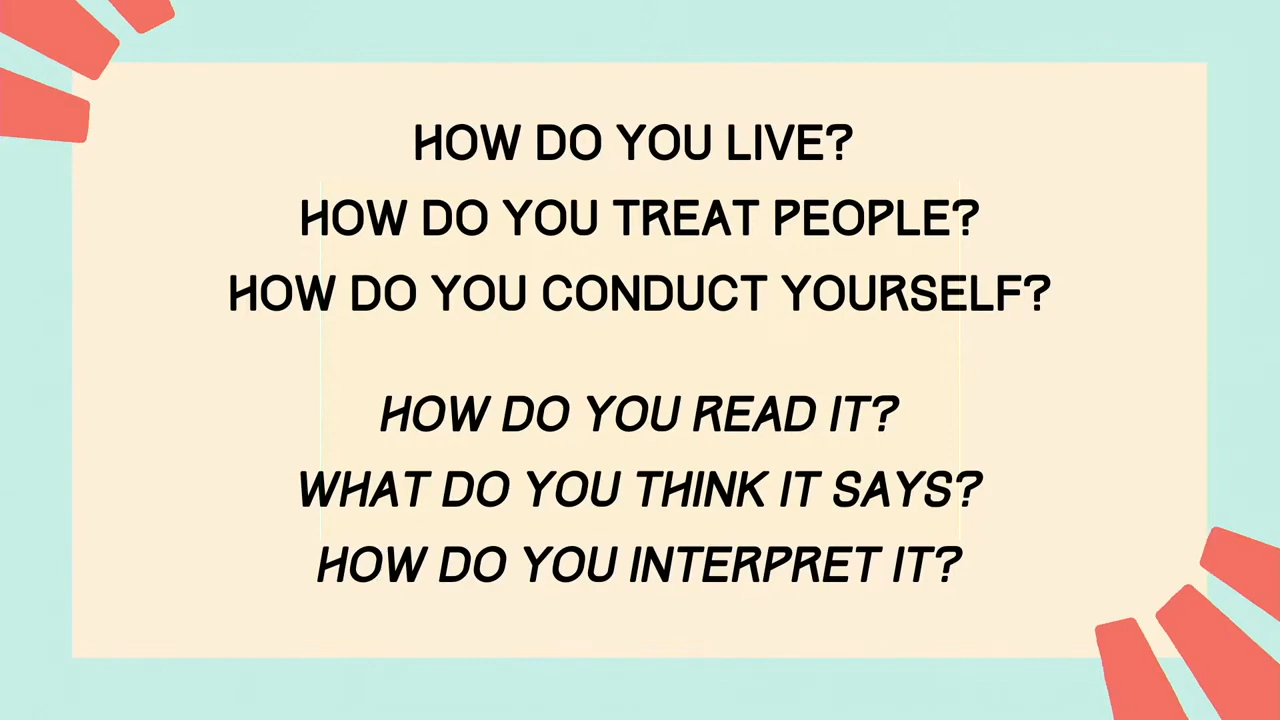 HOW DO YOU LIVE?
HOW DO YOU TREAT PEOPLE?
HOW DO YOU CONDUCT YOURSELF?
HOW DO YOU READ IT?
WHAT DO YOU THINK IT SAYS?
HOW DO YOU INTERPRET IT?